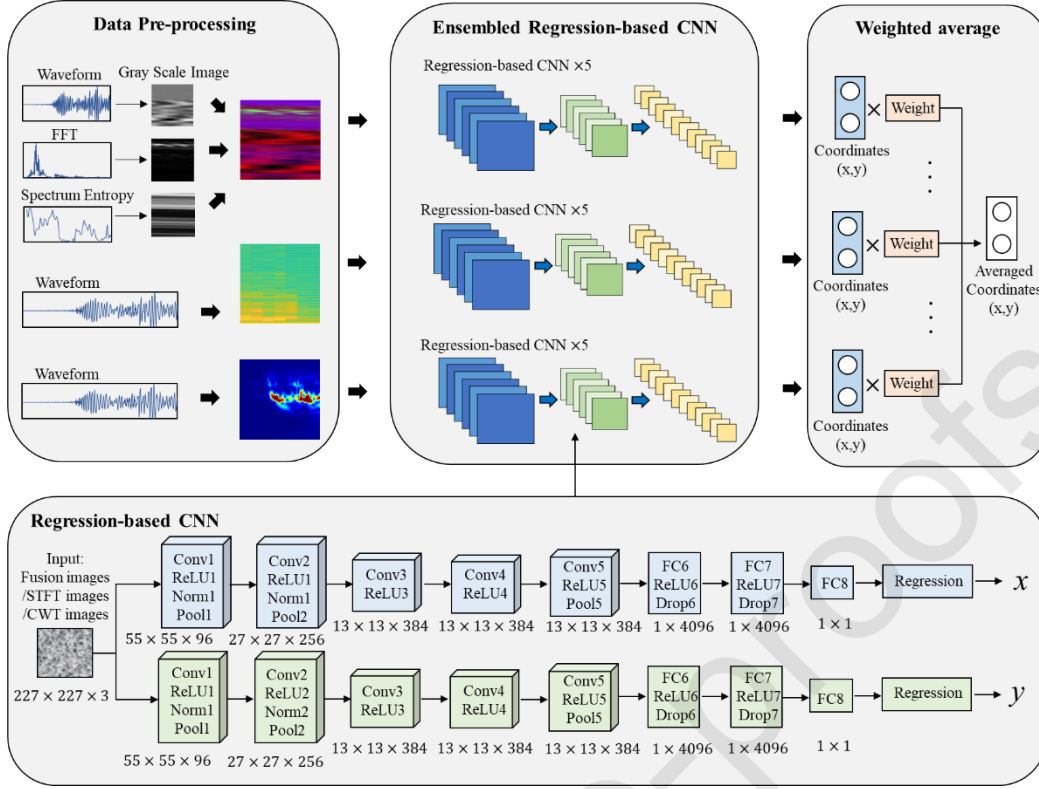 Data Pre-processing
Waveform
Gray Scale Image
FFT
Spectrum Entropy
Waveform
Waveform
Ensembled Regression-based CNN
Regression-based CNN ×5
Regression-based CNN ×5
Regression-based CNN ×5
Weighted average
× Weight
Coordinates
(x,y)
× Weight
Coordinates
(x,y)
× Weight
Coordinates
(x,y)
Averaged
Coordinates
(x,y)
Regression-based CNN
Input:
Fusion images
/STFT images
/CWT images
227 × 227 × 3
Conv1
ReLU1
Norm1
Pool1
55 × 55 × 96
Conv2
ReLU1
Norm1
Pool2
27 × 27 × 256
Conv3
ReLU3
13 × 13 × 384
Conv4
ReLU4
13 × 13 × 384
Conv5
ReLU5
Pool5
13 × 13 × 384
FC6
ReLU6
Drop6
1 × 4096
FC7
ReLU7
Drop7
1 × 4096
FC8
1 × 1
Regression
x
Conv1
ReLU1
Norm1
Pool1
55 × 55 × 96
Conv2
ReLU2
Norm2
Pool2
27 × 27 × 256
Conv3
ReLU3
13 × 13 × 384
Conv4
ReLU4
13 × 13 × 384
Conv5
ReLU5
Pool5
13 × 13 × 384
FC6
ReLU6
Drop6
1 × 4096
FC7
ReLU7
Drop7
1 × 4096
FC8
1 × 1
Regression
y
-proofs